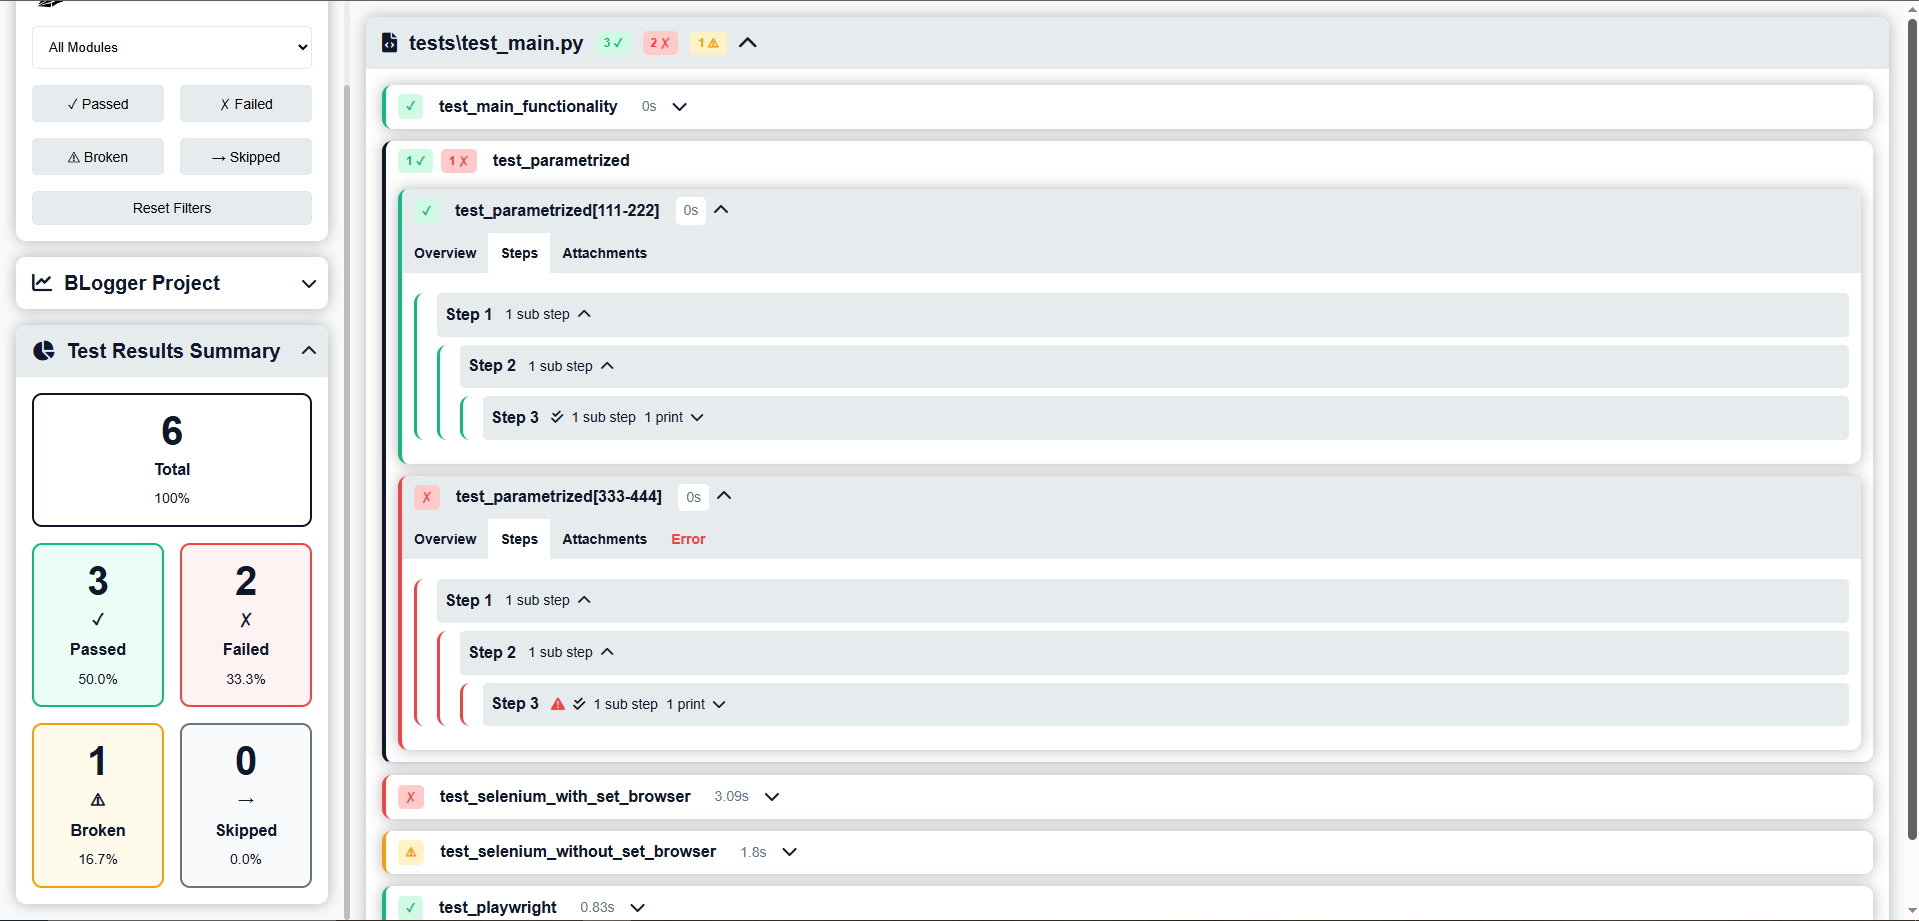 All Modules
✓ Passed
✗ Failed
⚠ Broken
→ Skipped
Reset Filters
BLogger Project
Test Results Summary
6
Total
100%
3
✓
Passed
50.0%
2
✗
Failed
33.3%
1
⚠
Broken
16.7%
0
→
Skipped
0.0%
tests\test_main.py 3✓ 2✗ 1⚠
✓ test_main_functionality 0s
1✓ 1✗ test_parametrized
✓ test_parametrized[111-222] 0s
Overview Steps Attachments
Step 1 1 sub step
Step 2 1 sub step
Step 3 1 sub step 1 print
✗ test_parametrized[333-444] 0s
Overview Steps Attachments Error
Step 1 1 sub step
Step 2 1 sub step
Step 3 1 sub step 1 print
✗ test_selenium_with_set_browser 3.09s
⚠ test_selenium_without_set_browser 1.8s
✓ test_playwright 0.83s